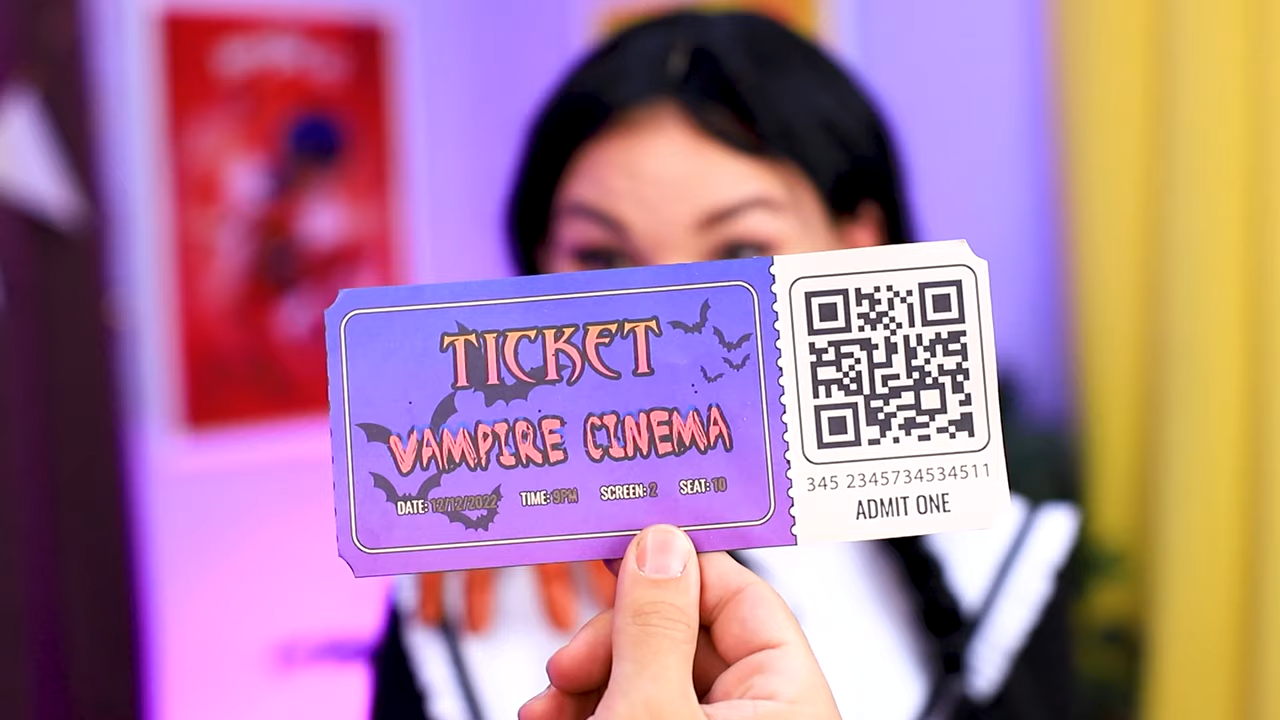 TICKET
VAMPIRE CINEMA
DATE: 12/12/2022 TIME: 9PM SCREEN: 2 SEAT: 10
345 2345734534511
ADMIT ONE